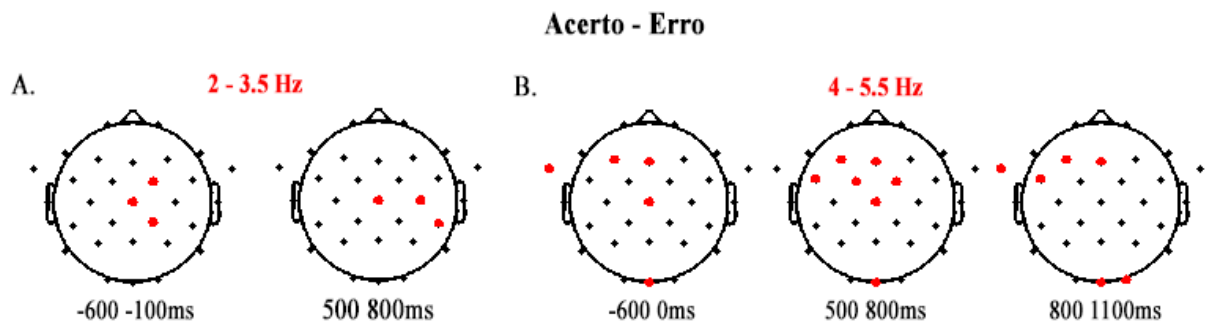 Acerto - Erro
A.
2 - 3.5 Hz
B.
4 - 5.5 Hz
-600 -100ms
500 800ms
-600 0ms
500 800ms
800 1100ms